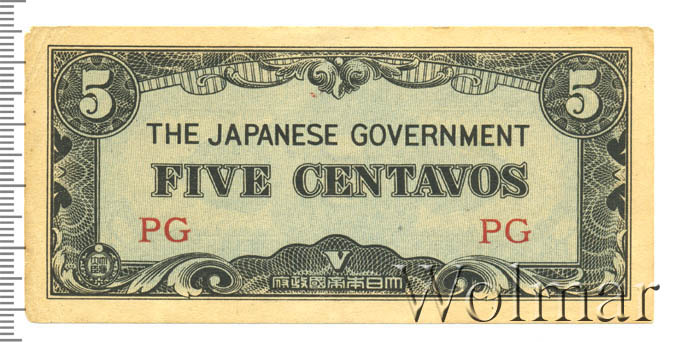 5 5
THE JAPANESE GOVERNMENT
FIVE CENTAVOS
PG PG
V
府政國帝本日大
Wolmar